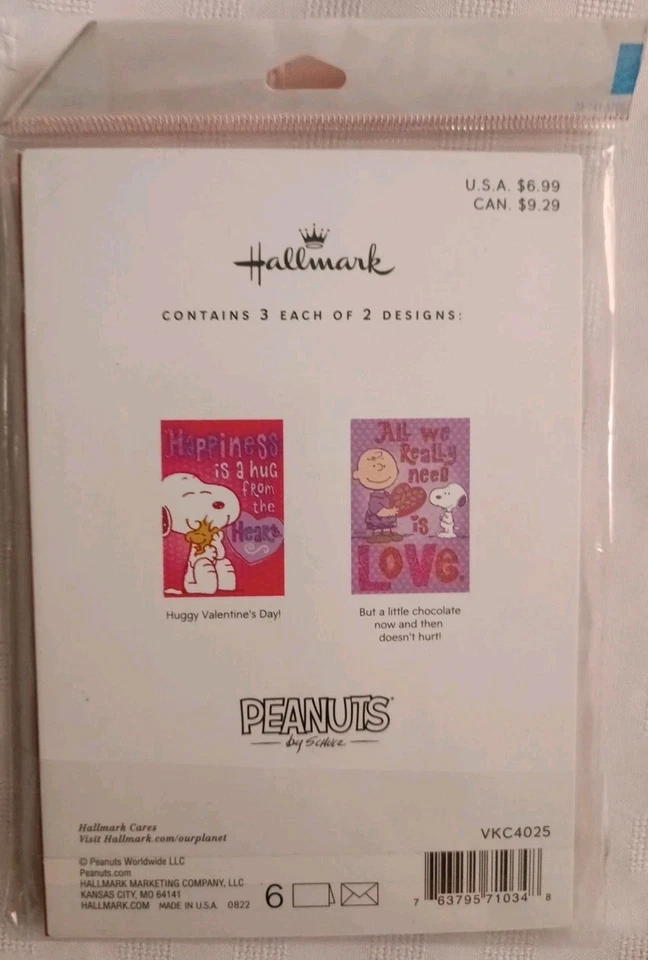 U.S.A. $6.99
CAN. $9.29
Hallmark
CONTAINS 3 EACH OF 2 DESIGNS:
Happiness
is a hug
from
the
Heart.
All we
Really
need
is
Love.
Huggy Valentine's Day!
But a little chocolate
now and then
doesn't hurt!
PEANUTS
by SCHULZ
Hallmark Cares
Visit Hallmark.com/ourplanet
© Peanuts Worldwide LLC
Peanuts.com
HALLMARK MARKETING COMPANY, LLC
KANSAS CITY, MO 64141
HALLMARK.COM MADE IN U.S.A. 0822
6
VKC4025
7 63795 71034 8